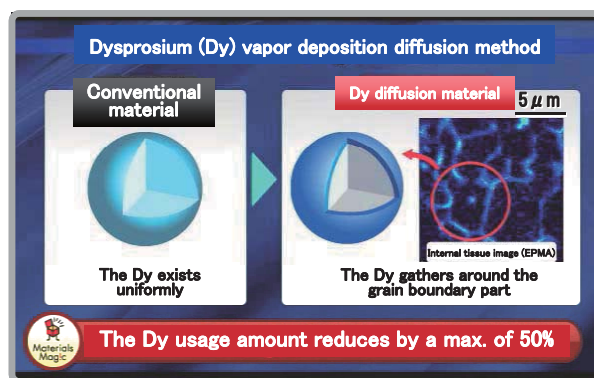 Dysprosium (Dy) vapor deposition diffusion method
Conventional
material
Dy diffusion material
5μm
Internal tissue image (EPMA)
The Dy exists
uniformly
The Dy gathers around the
grain boundary part
Materials
Magic
The Dy usage amount reduces by a max. of 50%